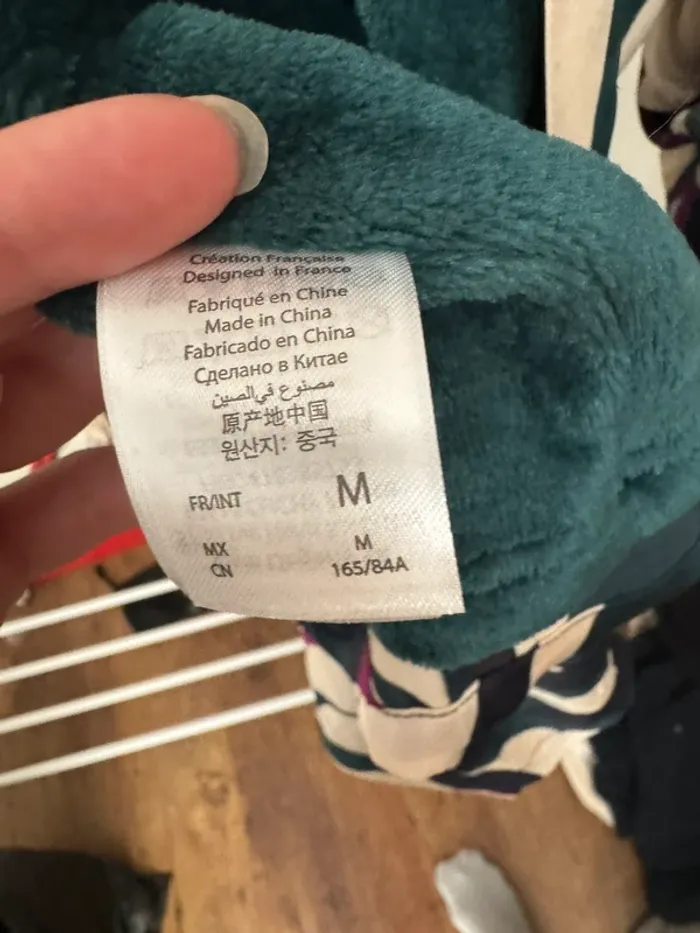 Création Française
Designed in France
Fabriqué en Chine
Made in China
Fabricado en China
Сделано в Китае
مصنوع في الصين
原产地中国
원산지: 중국
FR/INT M
MX M
CN 165/84A